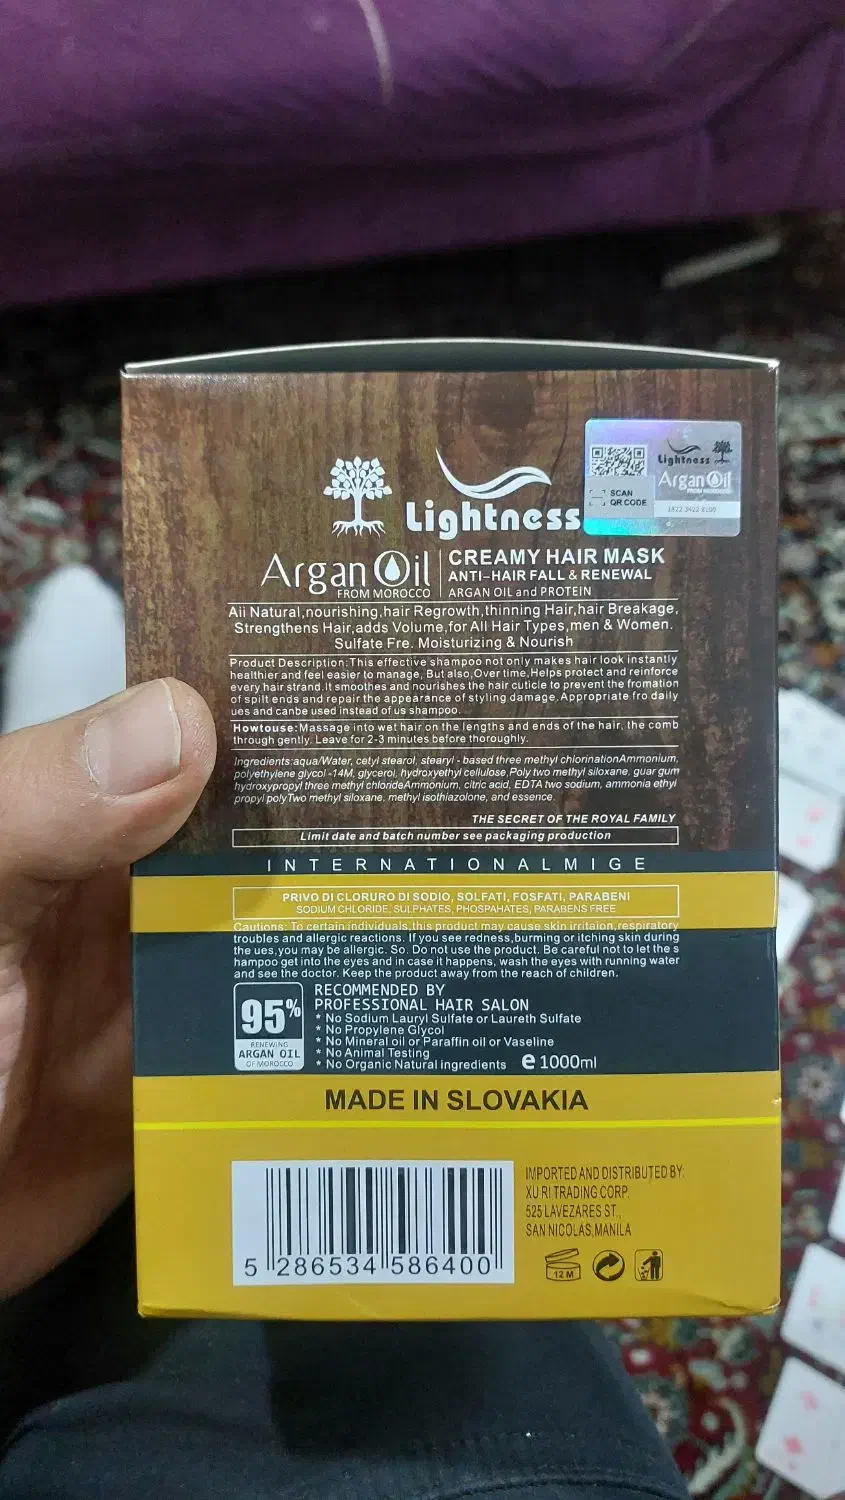 Lightness
SCAN
QR CODE
Lightness
Argan Oil
FROM MOROCCO
Argan Oil
FROM MOROCCO
CREAMY HAIR MASK
ANTI-HAIR FALL & RENEWAL
ARGAN OIL and PROTEIN
Aii Natural,nourishing,hair Regrowth,thinning Hair,hair Breakage,
Strengthens Hair,adds Volume,for All Hair Types,men & Women.
Sulfate Fre. Moisturizing & Nourish
Product Description:This effective shampoo not only makes hair look instantly
healthier and feel easier to manage, But also,Over time,Helps protect and reinforce
every hair strand.It smoothes and nourishes the hair cuticle to prevent the fromation
of spilt ends and repair the appearance of styling damage.Appropriate fro daily
ues and canbe used instead of us shampoo.
Howtouse:Massage into wet hair on the lengths and ends of the hair, the comb
through gently. Leave for 2-3 minutes before thoroughly.
Ingredients:aqua/Water, cetyl stearol, stearyl - based three methyl chlorinationAmmonium,
polyethylene glycol -14M, glycerol, hydroxyethyl cellulose,Poly two methyl siloxane, guar gum
hydroxypropyl three methyl chlorideAmmonium, citric acid, EDTA two sodium, ammonia ethyl
propyl polyTwo methyl siloxane, methyl isothiazolone, and essence.
THE SECRET OF THE ROYAL FAMILY
Limit date and batch number see packaging production
INTERNATIONALMIGE
PRIVO DI CLORURO DI SODIO, SOLFATI, FOSFATI, PARABENI
SODIUM CHLORIDE, SULPHATES, PHOSPAHATES, PARABENS FREE
Cautions: To certain individuals,this product may cause skin irritaion,respiratory
troubles and allergic reactions. If you see redness,burming or itching skin during
the ues,you may be allergic. So. Do not use the product. Be careful not to let the s
hampoo get into the eyes and in case it happens, wash the eyes with running water
and see the doctor. Keep the product away from the reach of children.
95%
RENEWING
ARGAN OIL
OF MOROCCO
RECOMMENDED BY
PROFESSIONAL HAIR SALON
* No Sodium Lauryl Sulfate or Laureth Sulfate
* No Propylene Glycol
* No Mineral oil or Paraffin oil or Vaseline
* No Animal Testing
* No Organic Natural ingredients e 1000ml
MADE IN SLOVAKIA
5 286534 586400
IMPORTED AND DISTRIBUTED BY:
XU RI TRADING CORP.
525 LAVEZARES ST.,
SAN NICOLAS,MANILA
12 M